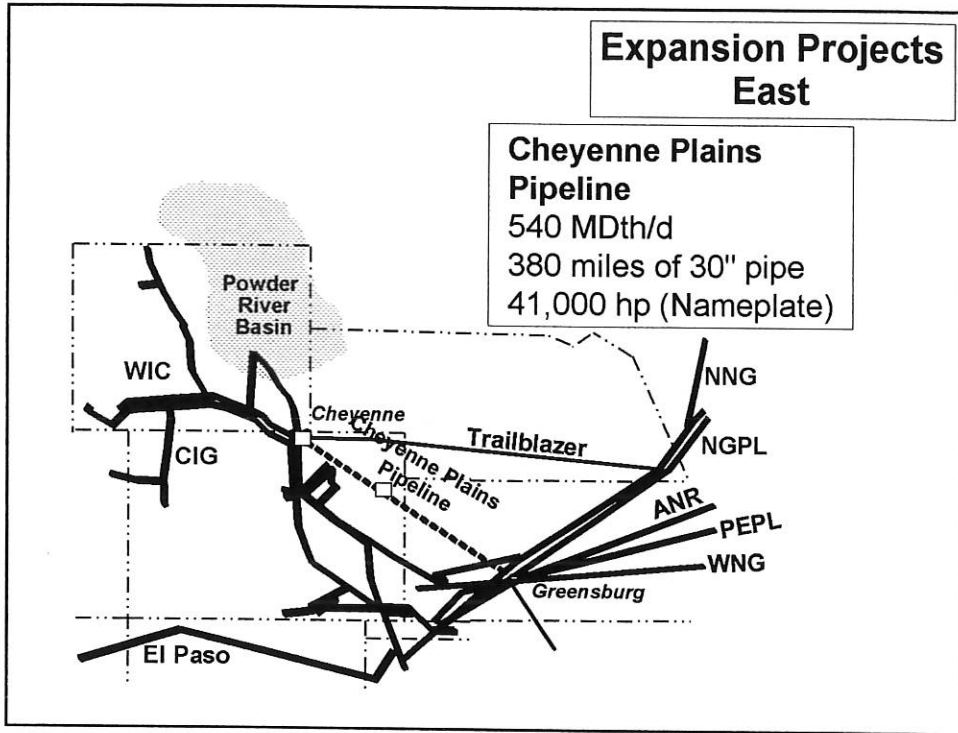 Expansion Projects
East
Cheyenne Plains
Pipeline
540 MDth/d
380 miles of 30" pipe
41,000 hp (Nameplate)
Powder
River
Basin
WIC
CIG
Cheyenne
Cheyenne Plains
Pipeline
Trailblazer
NNG
NGPL
ANR
PEPL
WNG
Greensburg
El Paso